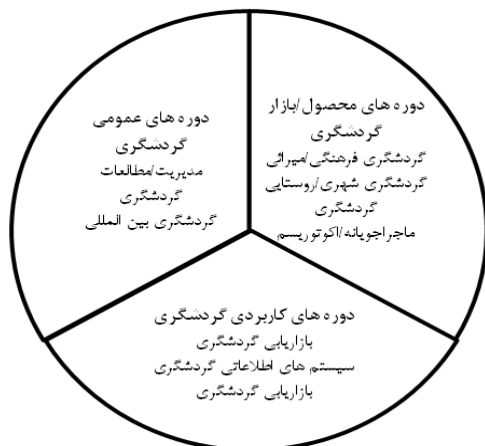 دوره های محصول/بازار
گردشگری
گردشگری فرهنگی/میراثی
گردشگری شهری/روستایی
گردشگری
ماجراجویانه/اکوتوریسم
دوره های عمومی
گردشگری
مدیریت/مطالعات
گردشگری
گردشگری بین المللی
دوره های کاربردی گردشگری
بازاریابی گردشگری
سیستم های اطلاعاتی گردشگری
بازاریابی گردشگری